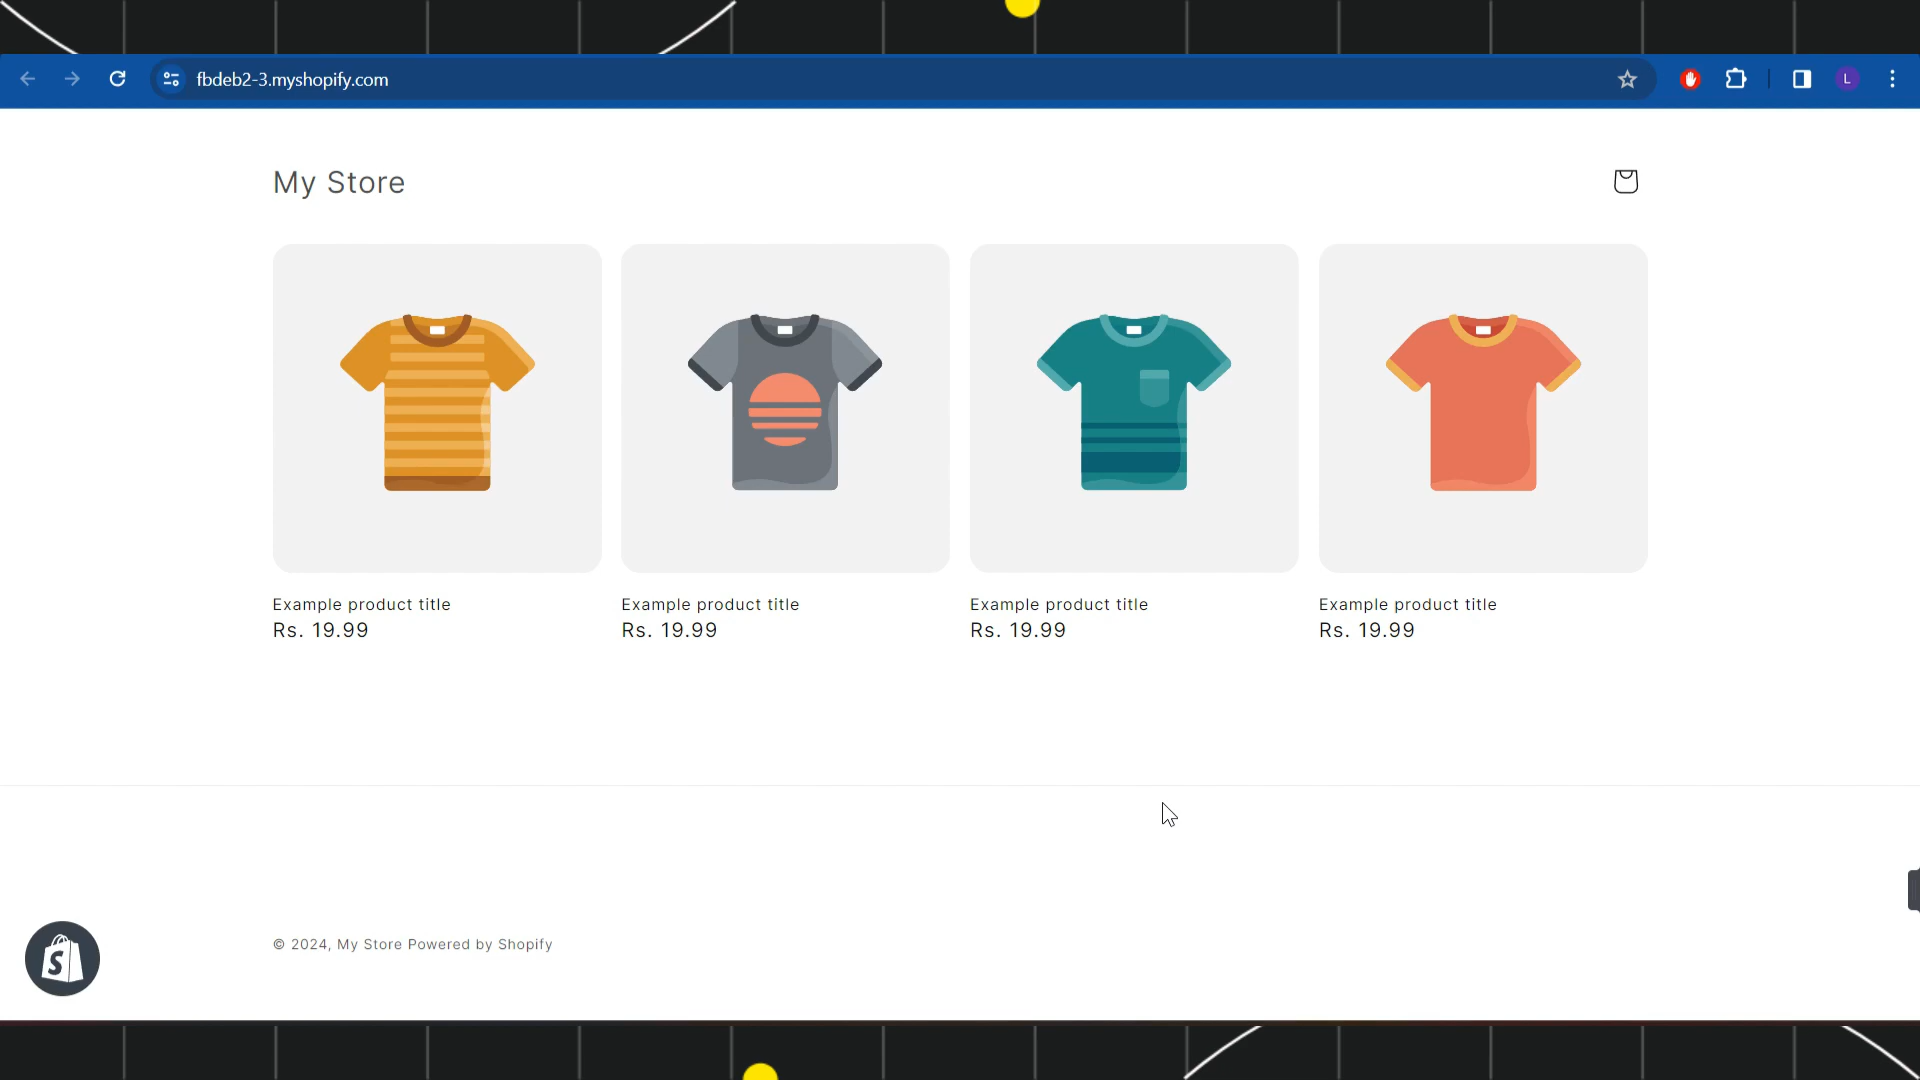 fbdeb2-3.myshopify.com
L
My Store
Example product title
Rs. 19.99
Example product title
Rs. 19.99
Example product title
Rs. 19.99
Example product title
Rs. 19.99
© 2024, My Store Powered by Shopify
S